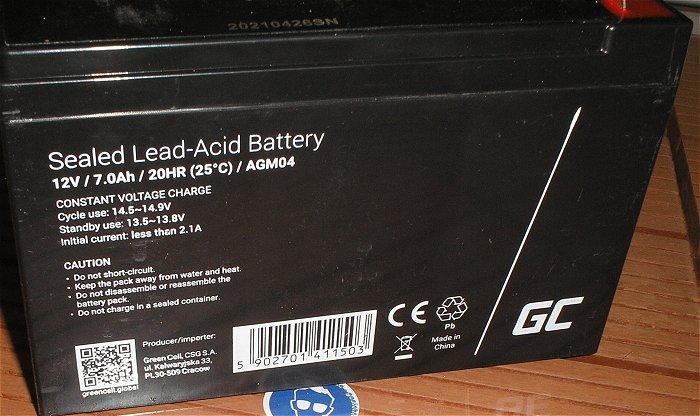 20210426SN
Sealed Lead-Acid Battery
12V / 7.0Ah / 20HR (25°C) / AGM04
CONSTANT VOLTAGE CHARGE
Cycle use: 14.5~14.9V
Standby use: 13.5~13.8V
Initial current: less than 2.1A
CAUTION
• Do not short-circuit.
• Keep the pack away from water and heat.
• Do not disassemble or reassemble the
battery pack.
• Do not charge in a sealed container.
Producer/importer:
Green Cell, CSG S.A.
ul. Kalwaryjska 33,
PL30-509 Cracow
greencell.global
5 902701 411503
CE
Pb
Made in
China
GC